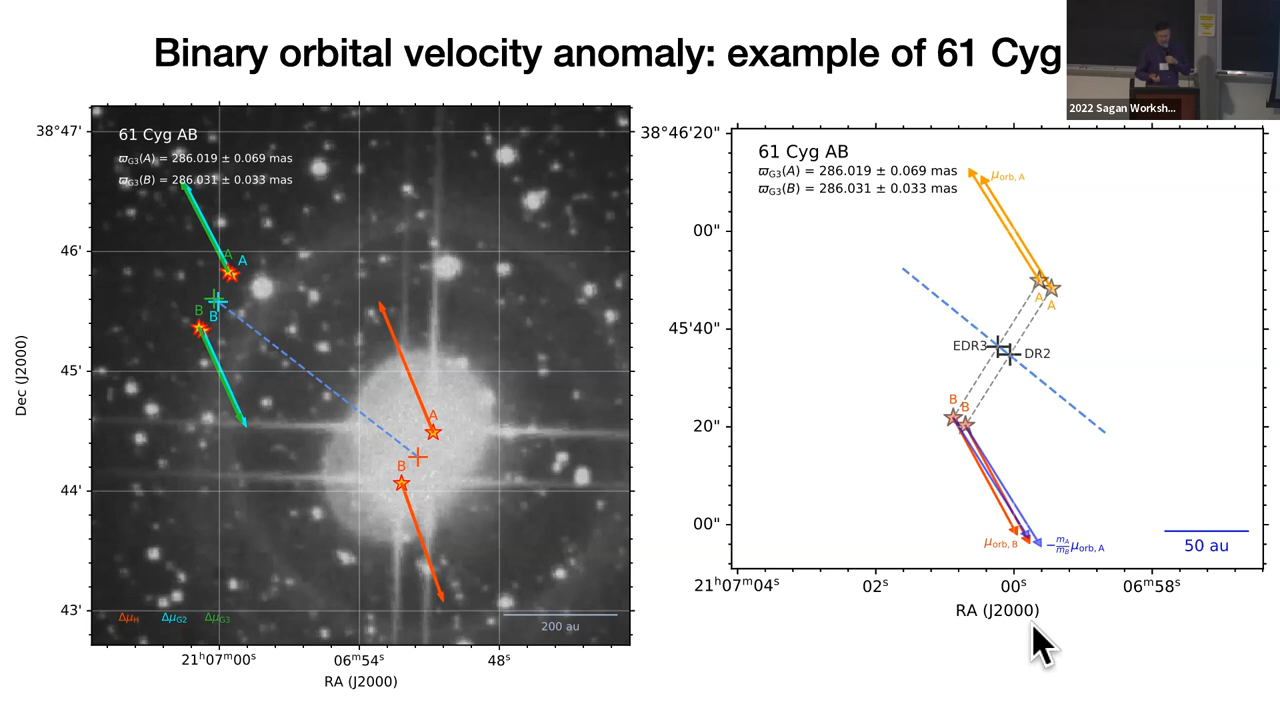 Binary orbital velocity anomaly: example of 61 Cyg
2022 Sagan Worksh...
38°47'
46'
45'
44'
43'
Dec (J2000)
61 Cyg AB
ϖG3(A) = 286.019 ± 0.069 mas
ϖG3(B) = 286.031 ± 0.033 mas
A
A
B
B
A
B
ΔμH ΔμG2 ΔμG3
200 au
21ʰ07ᵐ00ˢ 06ᵐ54ˢ 48ˢ
RA (J2000)
38°46'20"
00"
45'40"
20"
00"
61 Cyg AB
ϖG3(A) = 286.019 ± 0.069 mas
ϖG3(B) = 286.031 ± 0.033 mas
μorb, A
A
A
EDR3
DR2
B
B
μorb, B
−mA/mB μorb, A
50 au
21ʰ07ᵐ04ˢ 02ˢ 00ˢ 06ᵐ58ˢ
RA (J2000)